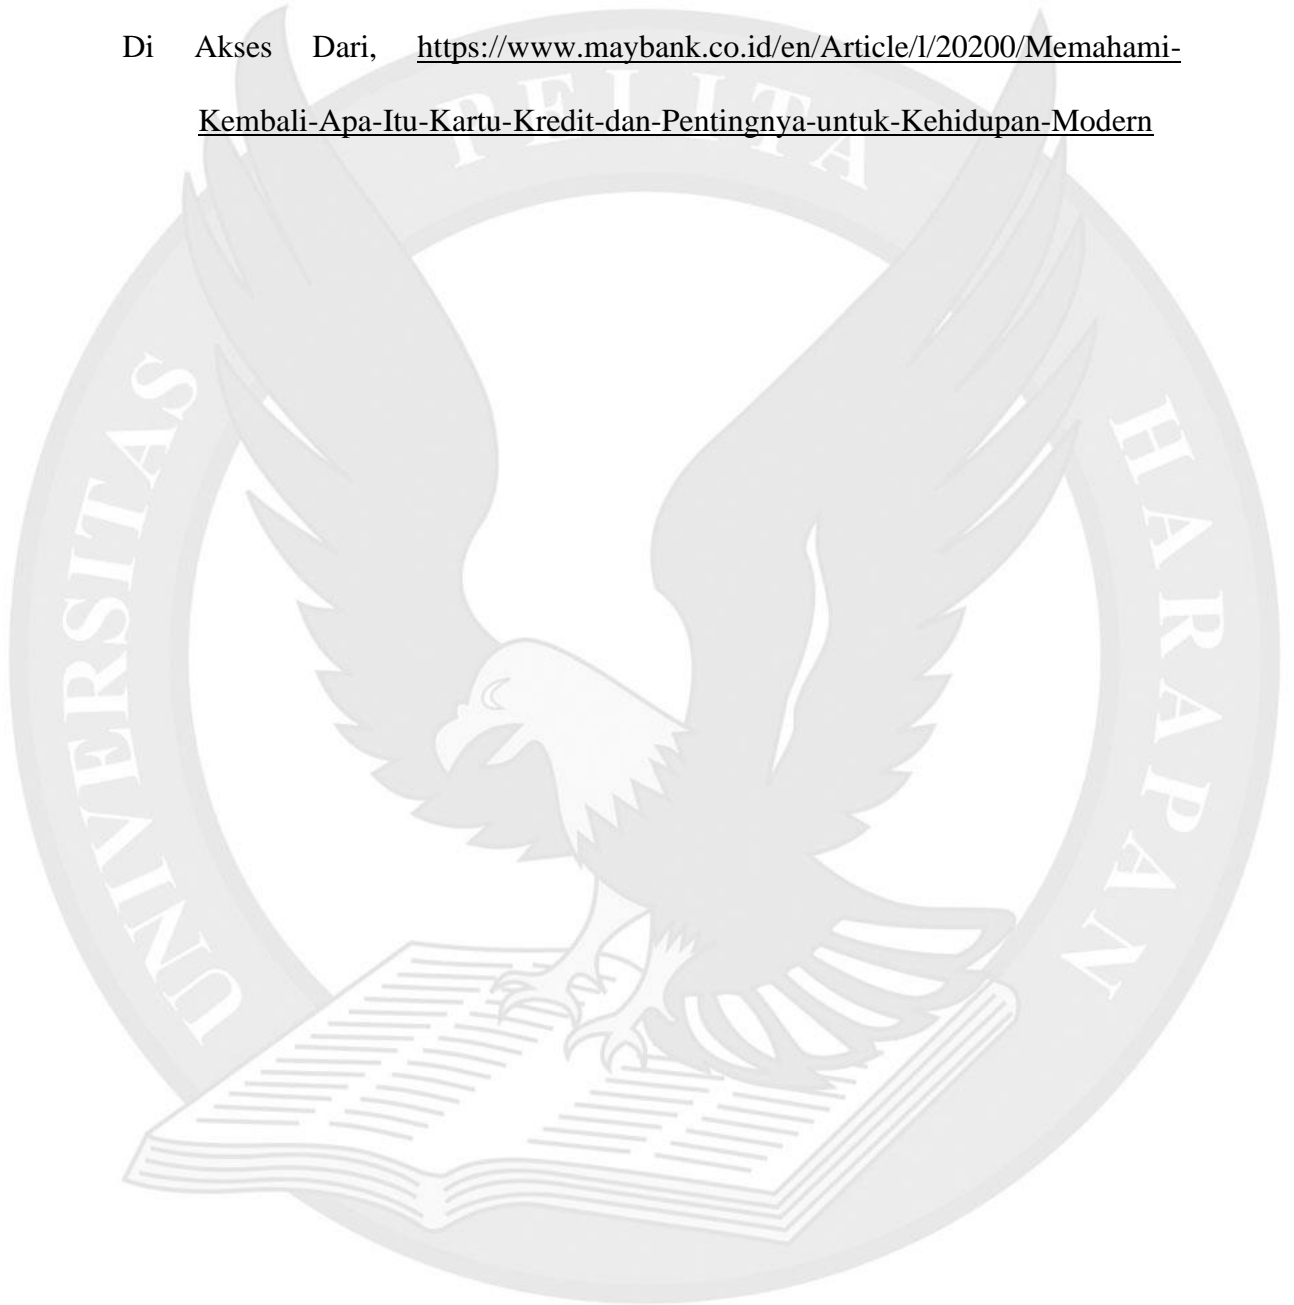 Di Akses Dari, https://www.maybank.co.id/en/Article/l/20200/Memahami-
Kembali-Apa-Itu-Kartu-Kredit-dan-Pentingnya-untuk-Kehidupan-Modern
UNIVERSITAS PELITA HARAPAN